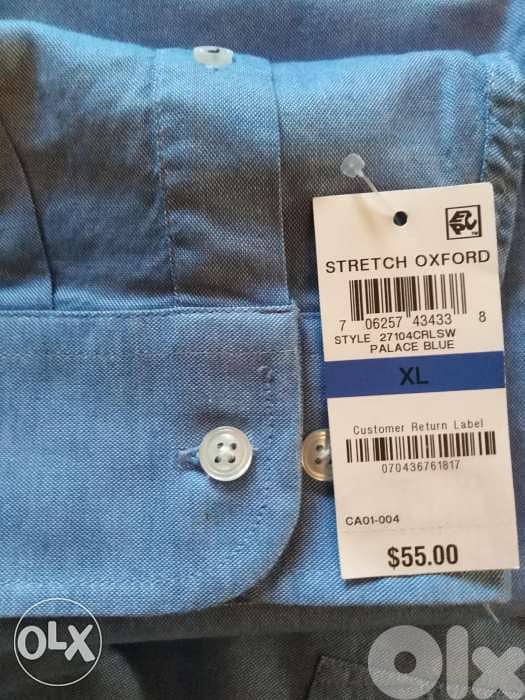 STRETCH OXFORD
7 06257 43433 8
STYLE 27104CRLSW
PALACE BLUE
XL
Customer Return Label
070436761817
CA01-004
$55.00
OLX
OLX